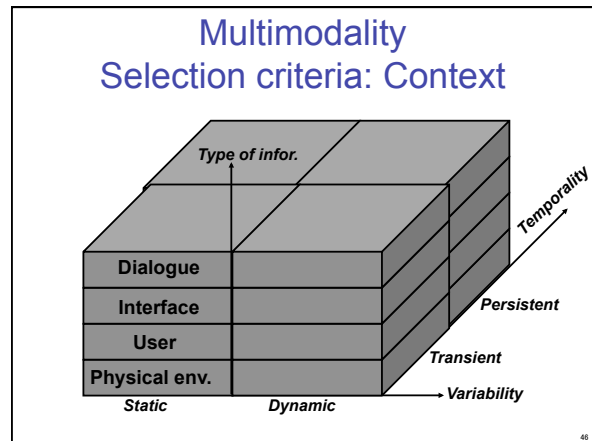 Multimodality
Selection criteria: Context
Type of infor.
Temporality
Dialogue
Interface
Persistent
User
Transient
Physical env.
Variability
Static
Dynamic
46